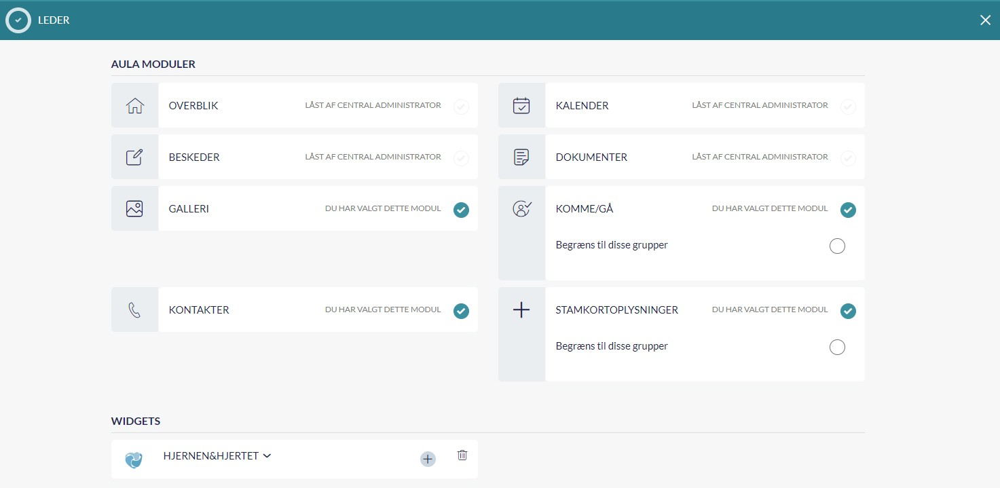 LEDER
AULA MODULER
OVERBLIK LÅST AF CENTRAL ADMINISTRATOR
KALENDER LÅST AF CENTRAL ADMINISTRATOR
BESKEDER LÅST AF CENTRAL ADMINISTRATOR
DOKUMENTER LÅST AF CENTRAL ADMINISTRATOR
GALLERI DU HAR VALGT DETTE MODUL
KOMME/GÅ DU HAR VALGT DETTE MODUL
Begræns til disse grupper
KONTAKTER DU HAR VALGT DETTE MODUL
STAMKORTOPLYSNINGER DU HAR VALGT DETTE MODUL
Begræns til disse grupper
WIDGETS
HJERNEN&HJERTET